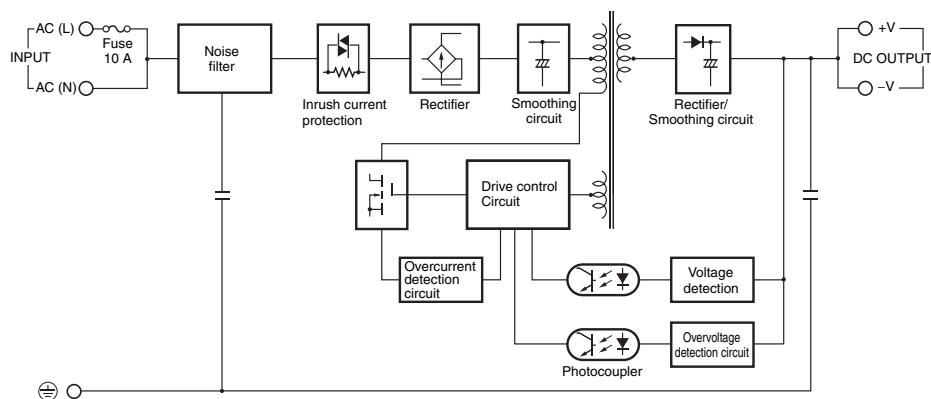 AC (L)
Fuse
10 A
INPUT
AC (N)
Noise
filter
Inrush current
protection
Rectifier
Smoothing
circuit
Rectifier/
Smoothing circuit
+V
DC OUTPUT
–V
Drive control
Circuit
Overcurrent
detection
circuit
Voltage
detection
Overvoltage
detection circuit
Photocoupler